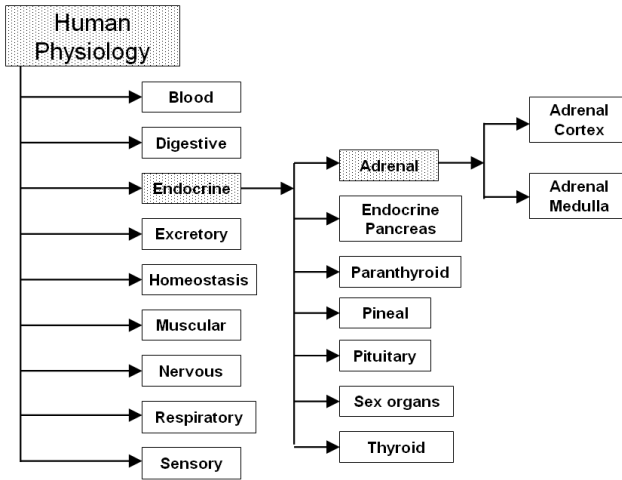 Human
Physiology
Blood
Digestive
Endocrine
Excretory
Homeostasis
Muscular
Nervous
Respiratory
Sensory
Adrenal
Endocrine
Pancreas
Paranthyroid
Pineal
Pituitary
Sex organs
Thyroid
Adrenal
Cortex
Adrenal
Medulla